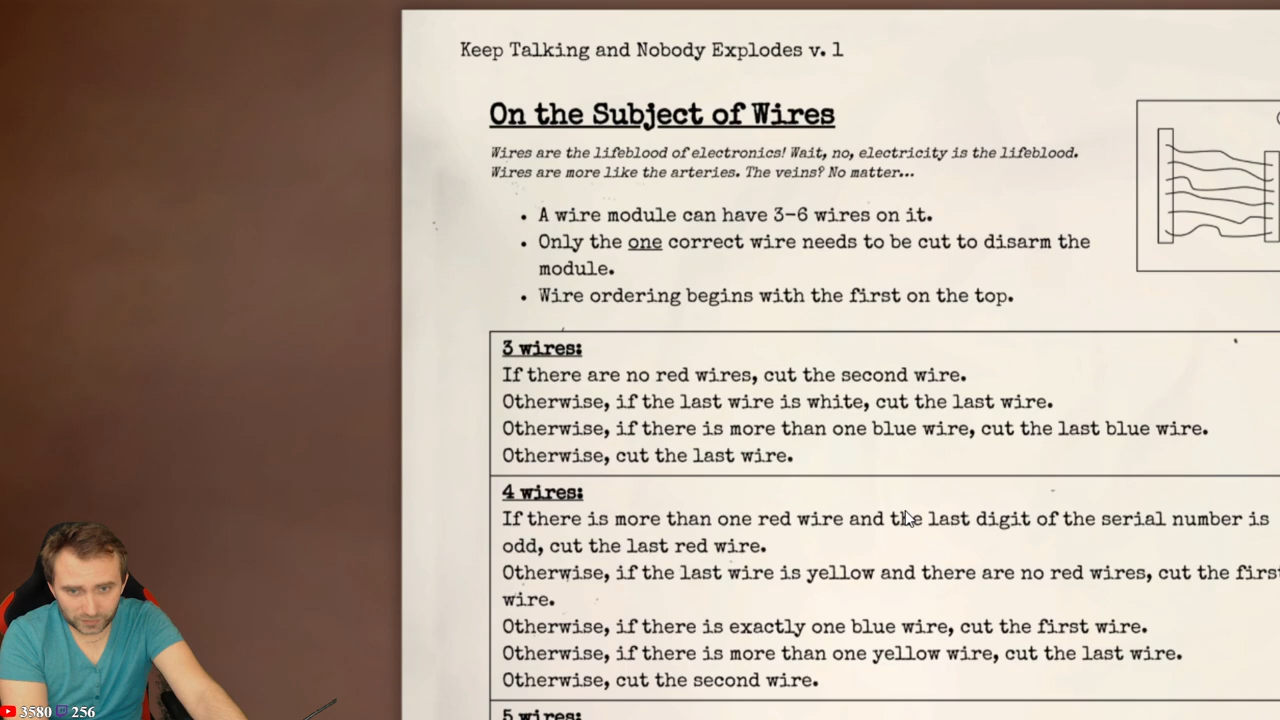 Keep Talking and Nobody Explodes v. 1
On the Subject of Wires
Wires are the lifeblood of electronics! Wait, no, electricity is the lifeblood.
Wires are more like the arteries. The veins? No matter…
• A wire module can have 3-6 wires on it.
• Only the one correct wire needs to be cut to disarm the
module.
• Wire ordering begins with the first on the top.
3 wires:
If there are no red wires, cut the second wire.
Otherwise, if the last wire is white, cut the last wire.
Otherwise, if there is more than one blue wire, cut the last blue wire.
Otherwise, cut the last wire.
4 wires:
If there is more than one red wire and the last digit of the serial number is
odd, cut the last red wire.
Otherwise, if the last wire is yellow and there are no red wires, cut the first
wire.
Otherwise, if there is exactly one blue wire, cut the first wire.
Otherwise, if there is more than one yellow wire, cut the last wire.
Otherwise, cut the second wire.
5 wires:
3580 256